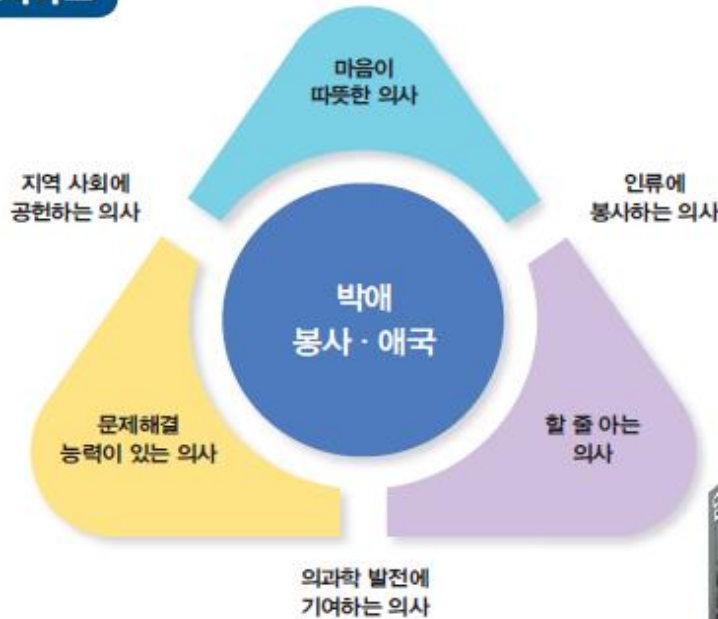 마음이
따뜻한 의사
지역 사회에
공헌하는 의사
인류에
봉사하는 의사
박애
봉사 · 애국
문제해결
능력이 있는 의사
할 줄 아는
의사
의과학 발전에
기여하는 의사